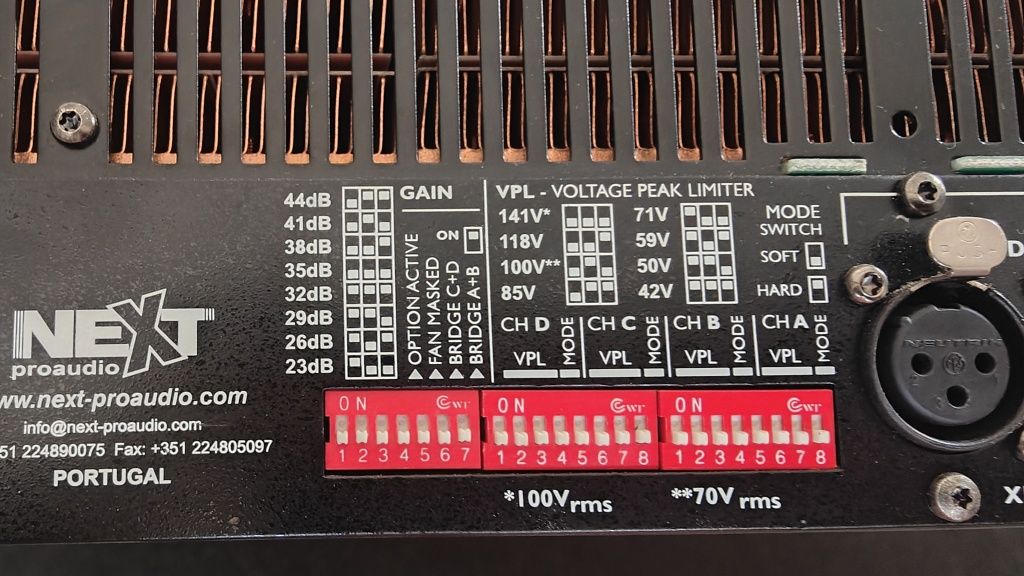 44dB
41dB
38dB
35dB
32dB
29dB
26dB
23dB
GAIN
ON
OPTION ACTIVE
FAN MASKED
BRIDGE C+D
BRIDGE A+B
VPL - VOLTAGE PEAK LIMITER
141V*
118V
100V**
85V
71V
59V
50V
42V
MODE
SWITCH
SOFT
HARD
CH D
VPL
MODE
CH C
VPL
MODE
CH B
VPL
MODE
CH A
VPL
MODE
NEXT
proaudio
www.next-proaudio.com
info@next-proaudio.com
51 224890075 Fax: +351 224805097
PORTUGAL
ON
1 2 3 4 5 6 7
ON
1 2 3 4 5 6 7 8
ON
1 2 3 4 5 6 7 8
*100Vrms
**70Vrms
NEUTRIK